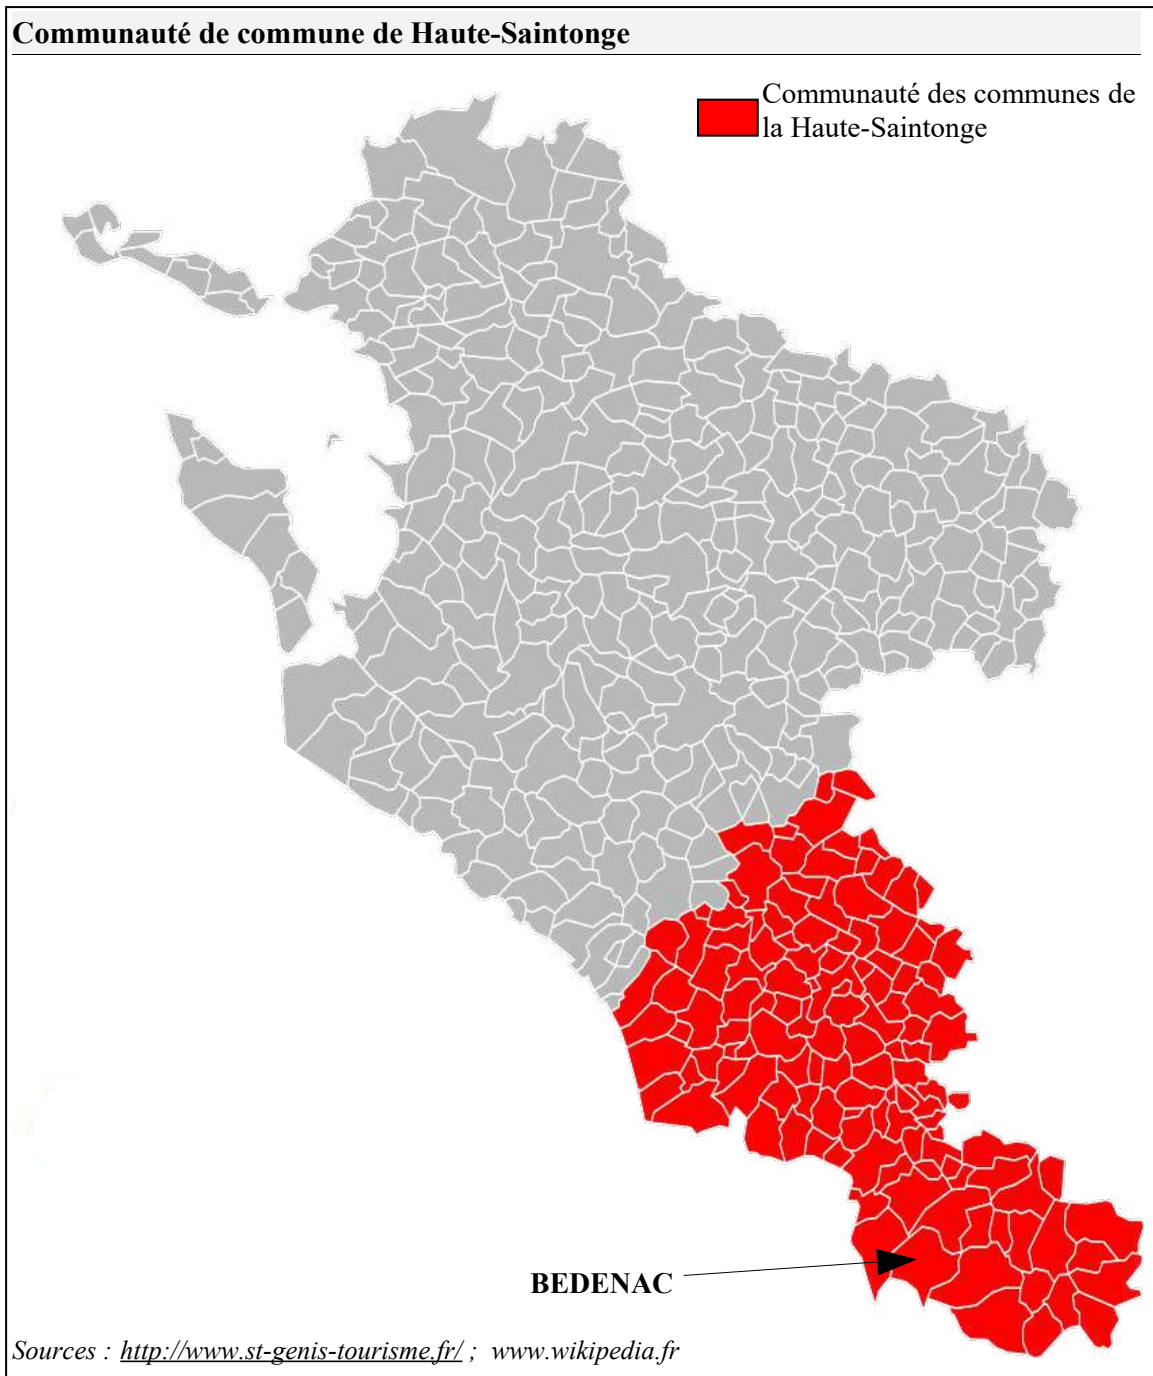 Communauté de commune de Haute-Saintonge
Communauté des communes de
la Haute-Saintonge
BEDENAC
Sources : http://www.st-genis-tourisme.fr/ ; www.wikipedia.fr